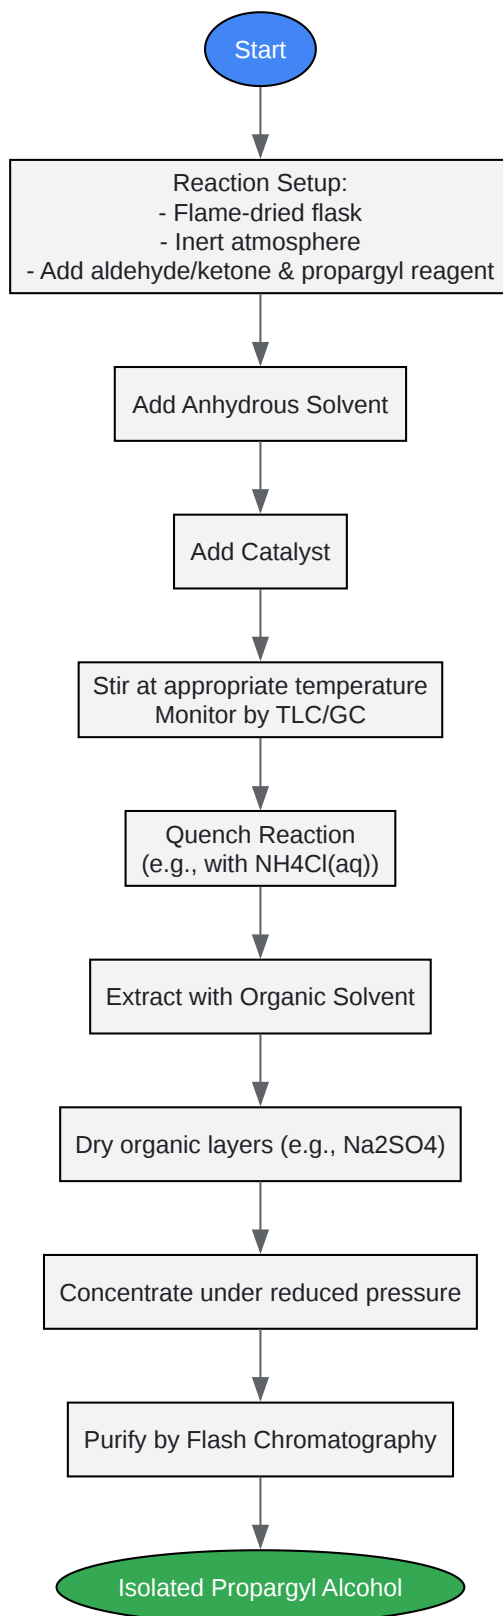 Start
Reaction Setup:
- Flame-dried flask
- Inert atmosphere
- Add aldehyde/ketone & propargyl reagent
Add Anhydrous Solvent
Add Catalyst
Stir at appropriate temperature
Monitor by TLC/GC
Quench Reaction
(e.g., with NH4Cl(aq))
Extract with Organic Solvent
Dry organic layers (e.g., Na2SO4)
Concentrate under reduced pressure
Purify by Flash Chromatography
Isolated Propargyl Alcohol